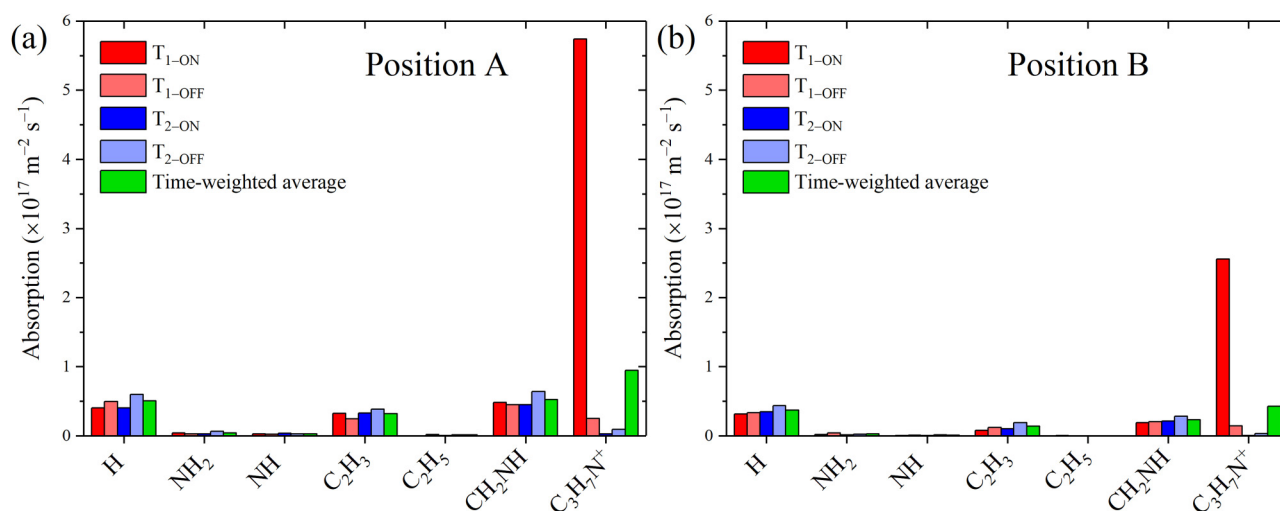 (a)
Position A
T₁₋ON
T₁₋OFF
T₂₋ON
T₂₋OFF
Time-weighted average
Absorption (×10¹⁷ m⁻² s⁻¹)
6
5
4
3
2
1
0
H
NH₂
NH
C₂H₃
C₂H₅
CH₂NH
C₃H₇N⁺
(b)
Position B
T₁₋ON
T₁₋OFF
T₂₋ON
T₂₋OFF
Time-weighted average
Absorption (×10¹⁷ m⁻² s⁻¹)
6
5
4
3
2
1
0
H
NH₂
NH
C₂H₃
C₂H₅
CH₂NH
C₃H₇N⁺